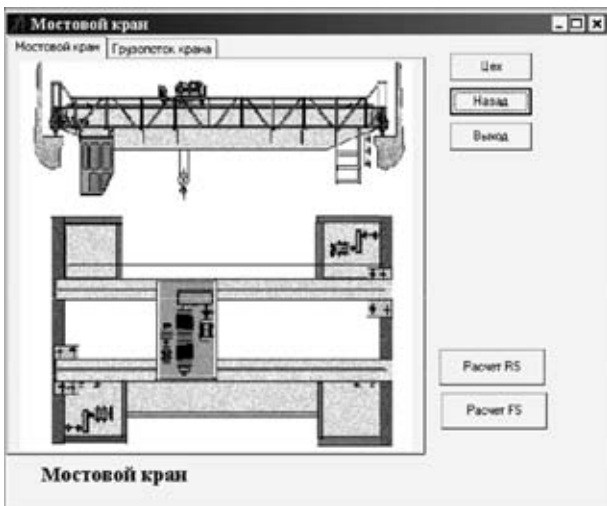 Мостовой кран
Мостовой кран Грузопоток крана
Цех
Назад
Выход
Расчет RS
Расчет FS
Мостовой кран